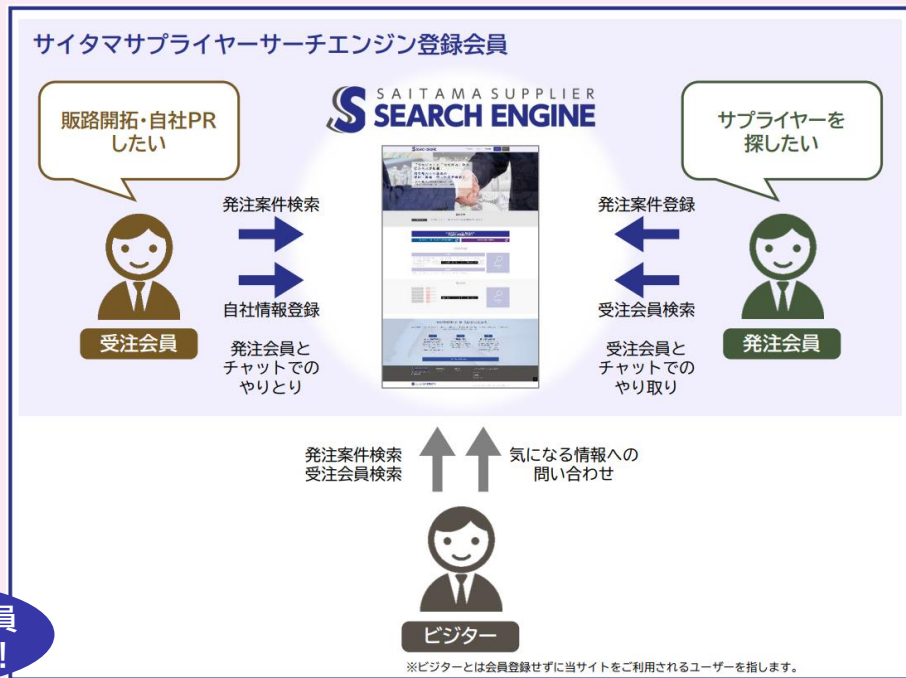 サイタマサプライヤーサーチエンジン登録会員
販路開拓・自社PR
したい
SAITAMA SUPPLIER
SEARCH ENGINE
サプライヤーを
探したい
発注案件検索
自社情報登録
受注会員
発注会員と
チャットでの
やりとり
発注案件登録
受注会員検索
発注会員
受注会員と
チャットでの
やり取り
発注案件検索
受注会員検索
気になる情報への
問い合わせ
ビジター
※ビジターとは会員登録せずに当サイトをご利用されるユーザーを指します。
員
!